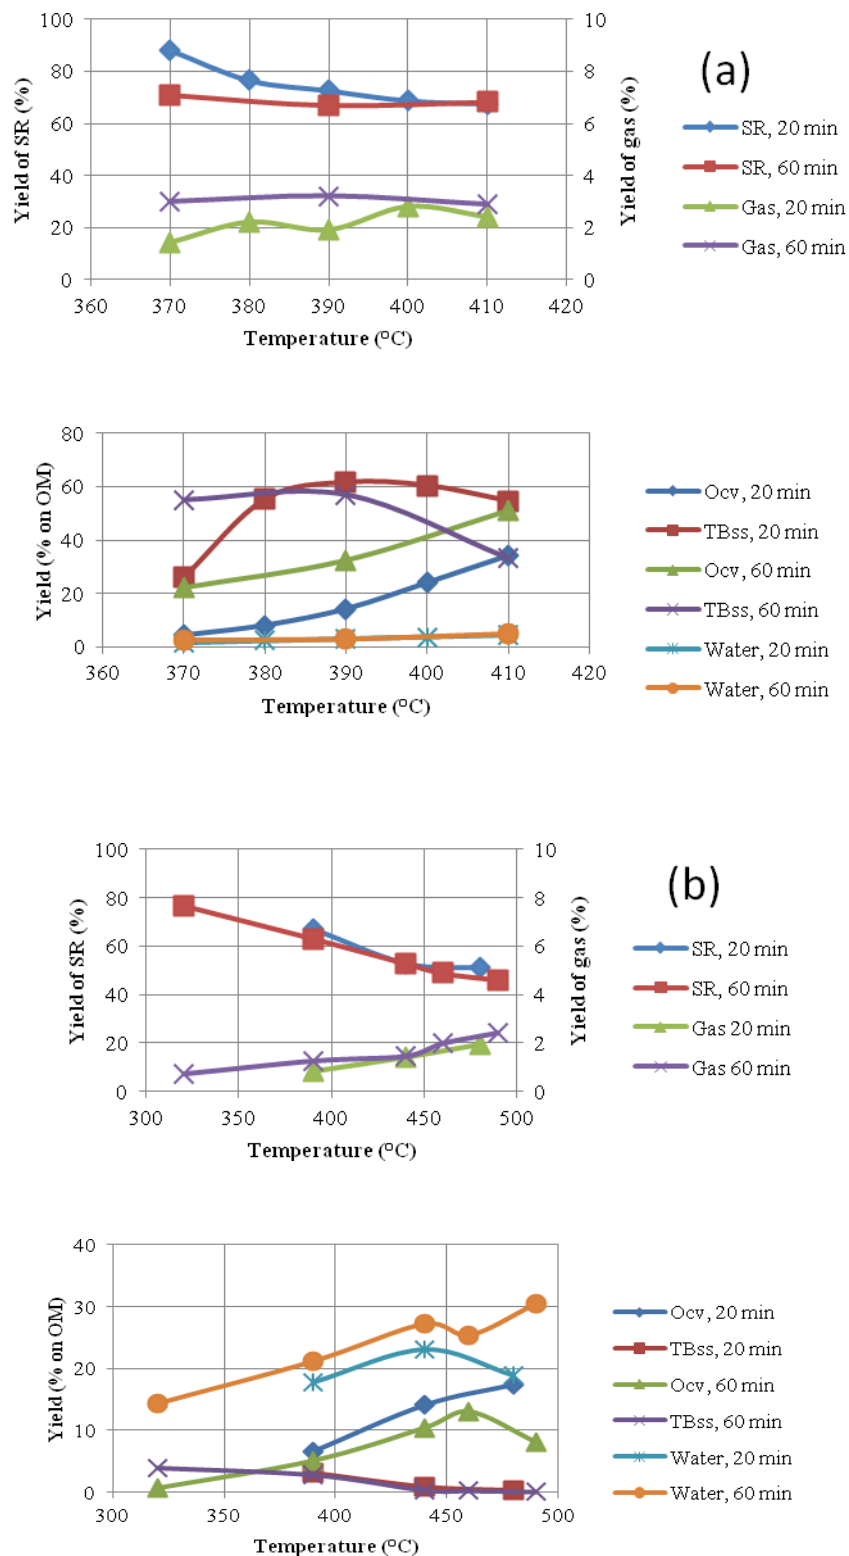 (a)
Yield of SR (%)
100
80
60
40
20
0
10
8
6
4
2
0
Yield of gas (%)
360 370 380 390 400 410 420
Temperature (°C)
SR, 20 min
SR, 60 min
Gas, 20 min
Gas, 60 min
Yield (% on OM)
80
60
40
20
0
360 370 380 390 400 410 420
Temperature (°C)
Ocv, 20 min
TBss, 20 min
Ocv, 60 min
TBss, 60 min
Water, 20 min
Water, 60 min
(b)
Yield of SR (%)
100
80
60
40
20
0
10
8
6
4
2
0
Yield of gas (%)
300 350 400 450 500
Temperature (°C)
SR, 20 min
SR, 60 min
Gas 20 min
Gas 60 min
Yield (% on OM)
40
30
20
10
0
300 350 400 450 500
Temperature (°C)
Ocv, 20 min
TBss, 20 min
Ocv, 60 min
TBss, 60 min
Water, 20 min
Water, 60 min